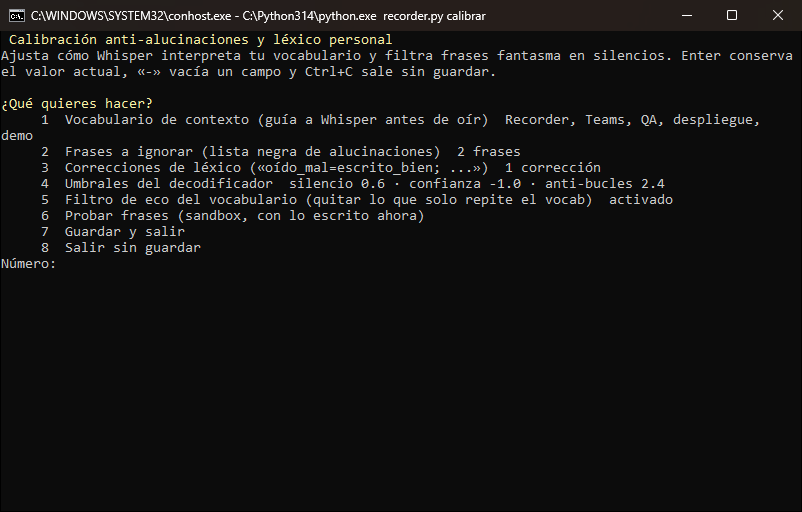 C:\WINDOWS\SYSTEM32\conhost.exe - C:\Python314\python.exe  recorder.py calibrar
Calibración anti-alucinaciones y léxico personal
Ajusta cómo Whisper interpreta tu vocabulario y filtra frases fantasma en silencios. Enter conserva
el valor actual, «-» vacía un campo y Ctrl+C sale sin guardar.
¿Qué quieres hacer?
1  Vocabulario de contexto (guía a Whisper antes de oír)  Recorder, Teams, QA, despliegue,
demo
2  Frases a ignorar (lista negra de alucinaciones)  2 frases
3  Correcciones de léxico («oído_mal=escrito_bien; ...»)  1 corrección
4  Umbrales del decodificador  silencio 0.6 · confianza -1.0 · anti-bucles 2.4
5  Filtro de eco del vocabulario (quitar lo que solo repite el vocab)  activado
6  Probar frases (sandbox, con lo escrito ahora)
7  Guardar y salir
8  Salir sin guardar
Número: